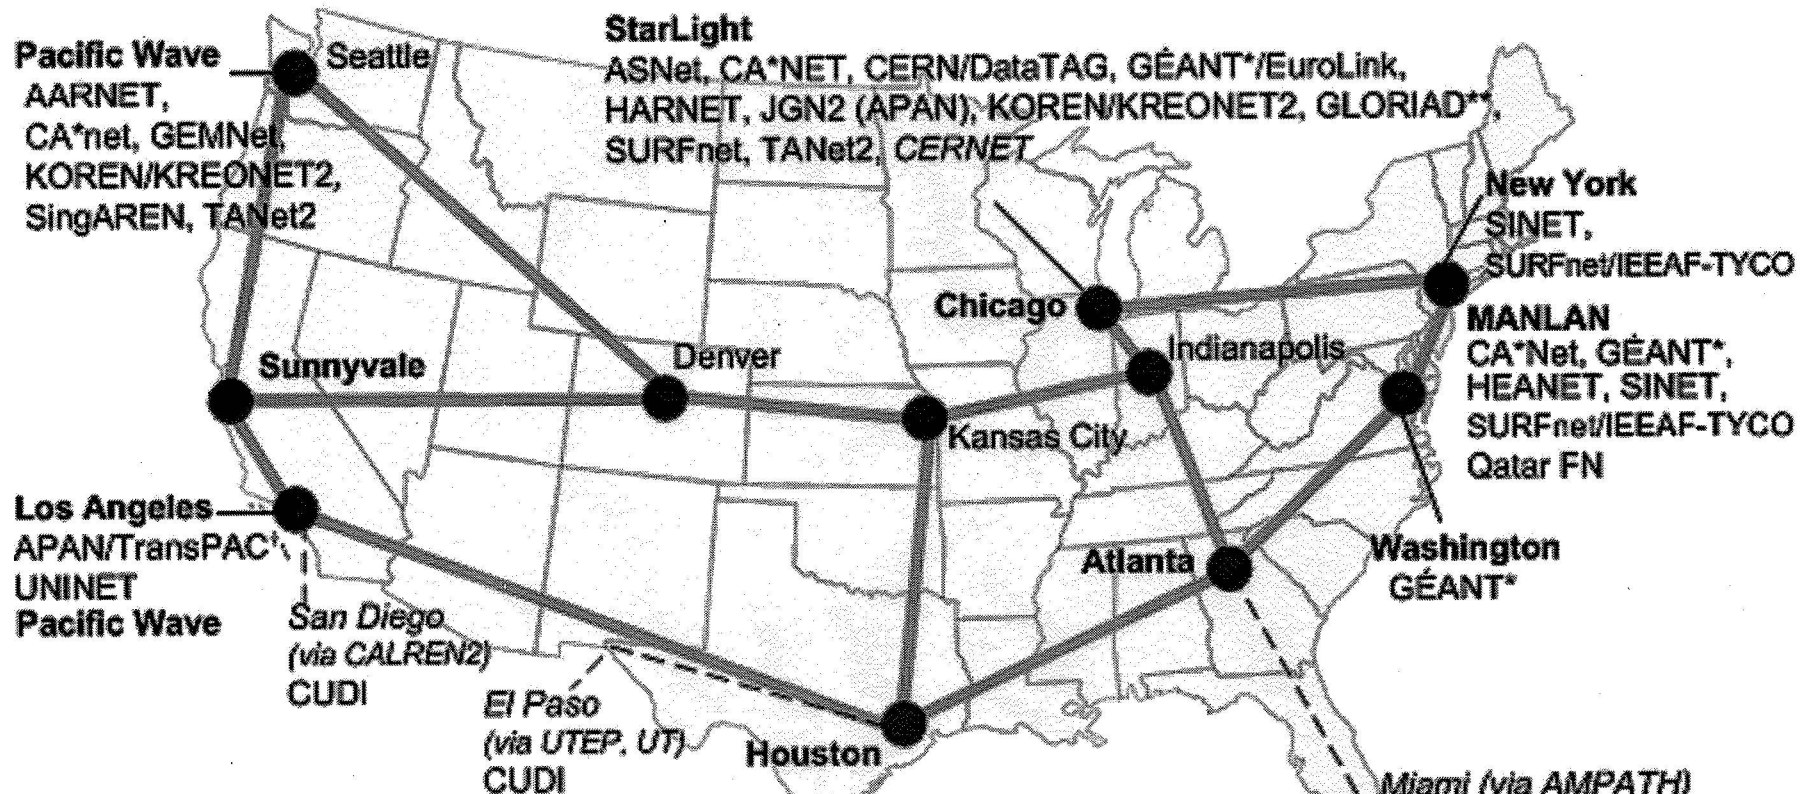 Pacific Wave
AARNET,
CA*net, GEMNet,
KOREN/KREONET2,
SingAREN, TANet2
Seattle
StarLight
ASNet, CA*NET, CERN/DataTAG, GÉANT*/EuroLink,
HARNET, JGN2 (APAN), KOREN/KREONET2, GLORIAD**,
SURFnet, TANet2, CERNET
New York
SINET,
SURFnet/IEEAF-TYCO
Chicago
MANLAN
CA*Net, GÉANT*,
HEANET, SINET,
SURFnet/IEEAF-TYCO
Qatar FN
Indianapolis
Denver
Sunnyvale
Kansas City
Los Angeles
APAN/TransPAC†,
UNINET
Pacific Wave
San Diego
(via CALREN2)
CUDI
El Paso
(via UTEP, UT)
CUDI
Houston
Atlanta
Washington
GÉANT*
Miami (via AMPATH)